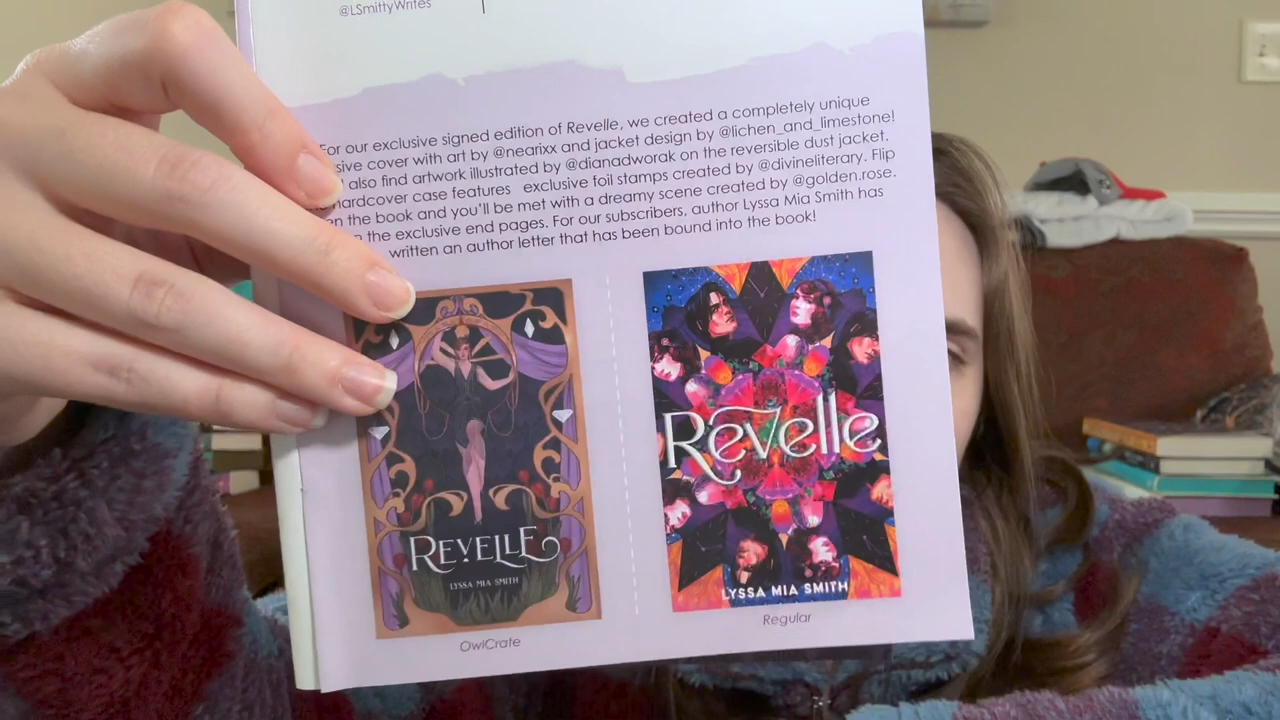 @LSmittyWrites
For our exclusive signed edition of Revelle, we created a completely unique
sive cover with art by @nearixx and jacket design by @lichen_and_limestone!
also find artwork illustrated by @dianadworak on the reversible dust jacket.
hardcover case features exclusive foil stamps created by @divineliterary. Flip
the book and you'll be met with a dreamy scene created by @golden.rose.
the exclusive end pages. For our subscribers, author Lyssa Mia Smith has
written an author letter that has been bound into the book!
REVELLE
LYSSA MIA SMITH
OwlCrate
Revelle
LYSSA MIA SMITH
Regular